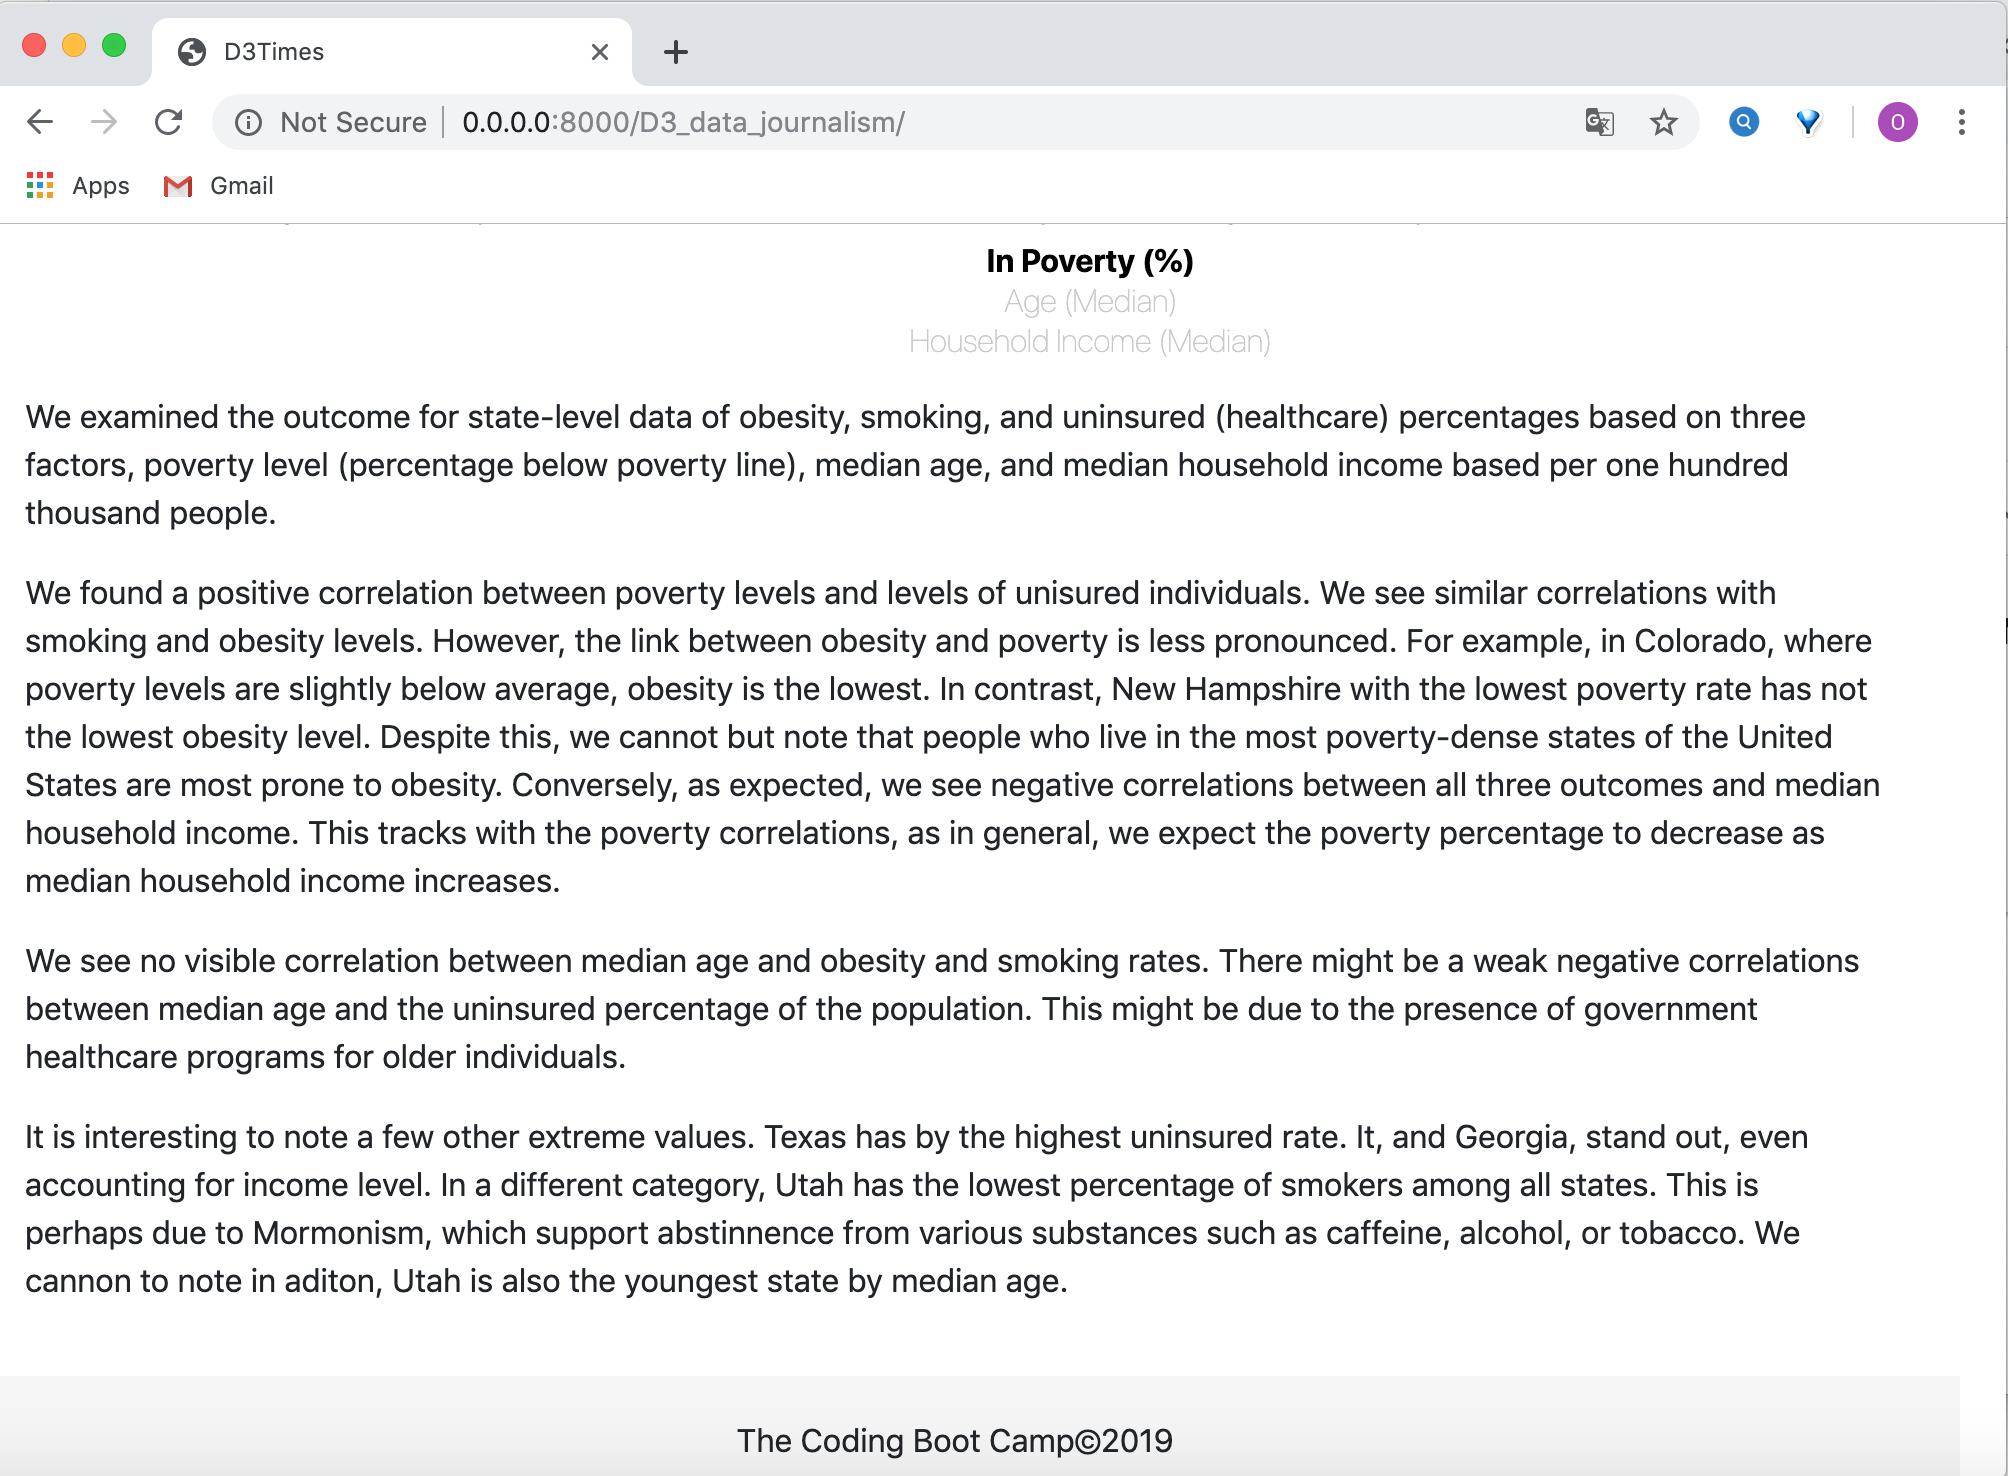 D3Times
Not Secure | 0.0.0.0:8000/D3_data_journalism/
O
Apps
Gmail
In Poverty (%)
Age (Median)
Household Income (Median)
We examined the outcome for state-level data of obesity, smoking, and uninsured (healthcare) percentages based on three
factors, poverty level (percentage below poverty line), median age, and median household income based per one hundred
thousand people.
We found a positive correlation between poverty levels and levels of unisured individuals. We see similar correlations with
smoking and obesity levels. However, the link between obesity and poverty is less pronounced. For example, in Colorado, where
poverty levels are slightly below average, obesity is the lowest. In contrast, New Hampshire with the lowest poverty rate has not
the lowest obesity level. Despite this, we cannot but note that people who live in the most poverty-dense states of the United
States are most prone to obesity. Conversely, as expected, we see negative correlations between all three outcomes and median
household income. This tracks with the poverty correlations, as in general, we expect the poverty percentage to decrease as
median household income increases.
We see no visible correlation between median age and obesity and smoking rates. There might be a weak negative correlations
between median age and the uninsured percentage of the population. This might be due to the presence of government
healthcare programs for older individuals.
It is interesting to note a few other extreme values. Texas has by the highest uninsured rate. It, and Georgia, stand out, even
accounting for income level. In a different category, Utah has the lowest percentage of smokers among all states. This is
perhaps due to Mormonism, which support abstinnence from various substances such as caffeine, alcohol, or tobacco. We
cannon to note in aditon, Utah is also the youngest state by median age.
The Coding Boot Camp©2019